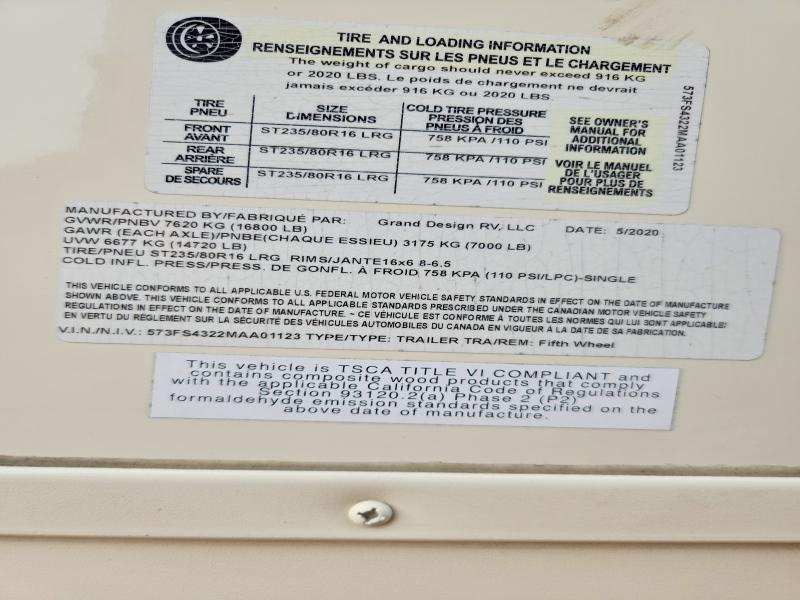 TIRE AND LOADING INFORMATION
RENSEIGNEMENTS SUR LES PNEUS ET LE CHARGEMENT
The weight of cargo should never exceed 916 KG
or 2020 LBS. Le poids de chargement ne devrait
jamais excéder 916 KG ou 2020 LBS.
TIRE PNEU SIZE DIMENSIONS COLD TIRE PRESSURE PRESSION DES PNEUS À FROID
FRONT AVANT ST235/80R16 LRG 758 KPA /110 PSI
REAR ARRIÈRE ST235/80R16 LRG 758 KPA /110 PSI
SPARE DE SECOURS ST235/80R16 LRG 758 KPA /110 PSI
SEE OWNER'S
MANUAL FOR
ADDITIONAL
INFORMATION
VOIR LE MANUEL
DE L'USAGER
POUR PLUS DE
RENSEIGNEMENTS
573FS4322MAA01123
MANUFACTURED BY/FABRIQUÉ PAR: Grand Design RV, LLC DATE: 5/2020
GVWR/PNBV 7620 KG (16800 LB)
GAWR (EACH AXLE)/PNBE(CHAQUE ESSIEU) 3175 KG (7000 LB)
UVW 6677 KG (14720 LB)
TIRE/PNEU ST235/80R16 LRG RIMS/JANTE16x6 8-6.5
COLD INFL. PRESS/PRESS. DE GONFL. À FROID 758 KPA (110 PSI/LPC)-SINGLE
THIS VEHICLE CONFORMS TO ALL APPLICABLE U.S. FEDERAL MOTOR VEHICLE SAFETY STANDARDS IN EFFECT ON THE DATE OF MANUFACTURE
SHOWN ABOVE. THIS VEHICLE CONFORMS TO ALL APPLICABLE STANDARDS PRESCRIBED UNDER THE CANADIAN MOTOR VEHICLE SAFETY
REGULATIONS IN EFFECT ON THE DATE OF MANUFACTURE. ~ CE VÉHICULE EST CONFORME À TOUTES LES NORMES QUI LUI SONT APPLICABLES
EN VERTU DU RÈGLEMENT SUR LA SÉCURITÉ DES VÉHICULES AUTOMOBILES DU CANADA EN VIGUEUR À LA DATE DE SA FABRICATION.
V.I.N./N.I.V.: 573FS4322MAA01123 TYPE/TYPE: TRAILER TRA/REM: Fifth Wheel
This vehicle is TSCA TITLE VI COMPLIANT and
contains composite wood products that comply
with the applicable California Code of Regulations
Section 93120.2(a) Phase 2 (P2)
formaldehyde emission standards specified on the
above date of manufacture.